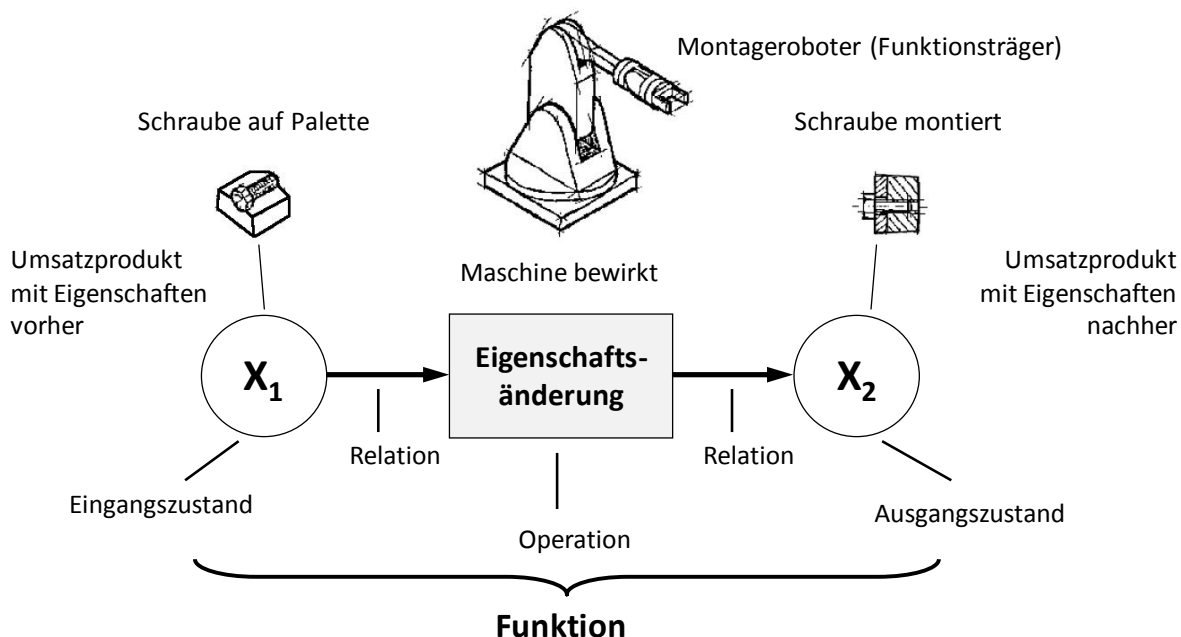 Montageroboter (Funktionsträger)
Schraube auf Palette
Schraube montiert
Umsatzprodukt
mit Eigenschaften
vorher
Maschine bewirkt
Umsatzprodukt
mit Eigenschaften
nachher
X₁
Eigenschafts-
änderung
X₂
Relation
Relation
Eingangszustand
Operation
Ausgangszustand
Funktion